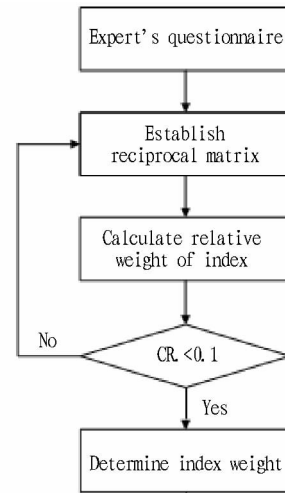 Expert's questionnaire
Establish
reciprocal matrix
Calculate relative
weight of index
No
CR.<0.1
Yes
Determine index weight